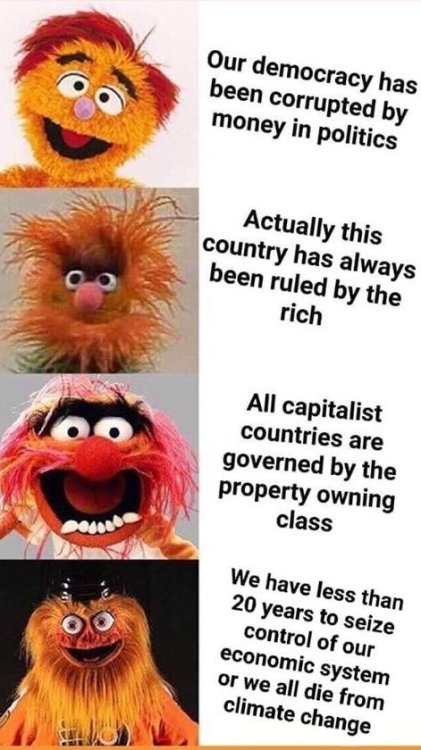 Our democracy has
been corrupted by
money in politics
Actually this
country has always
been ruled by the
rich
All capitalist
countries are
governed by the
property owning
class
We have less than
20 years to seize
control of our
economic system
or we all die from
climate change